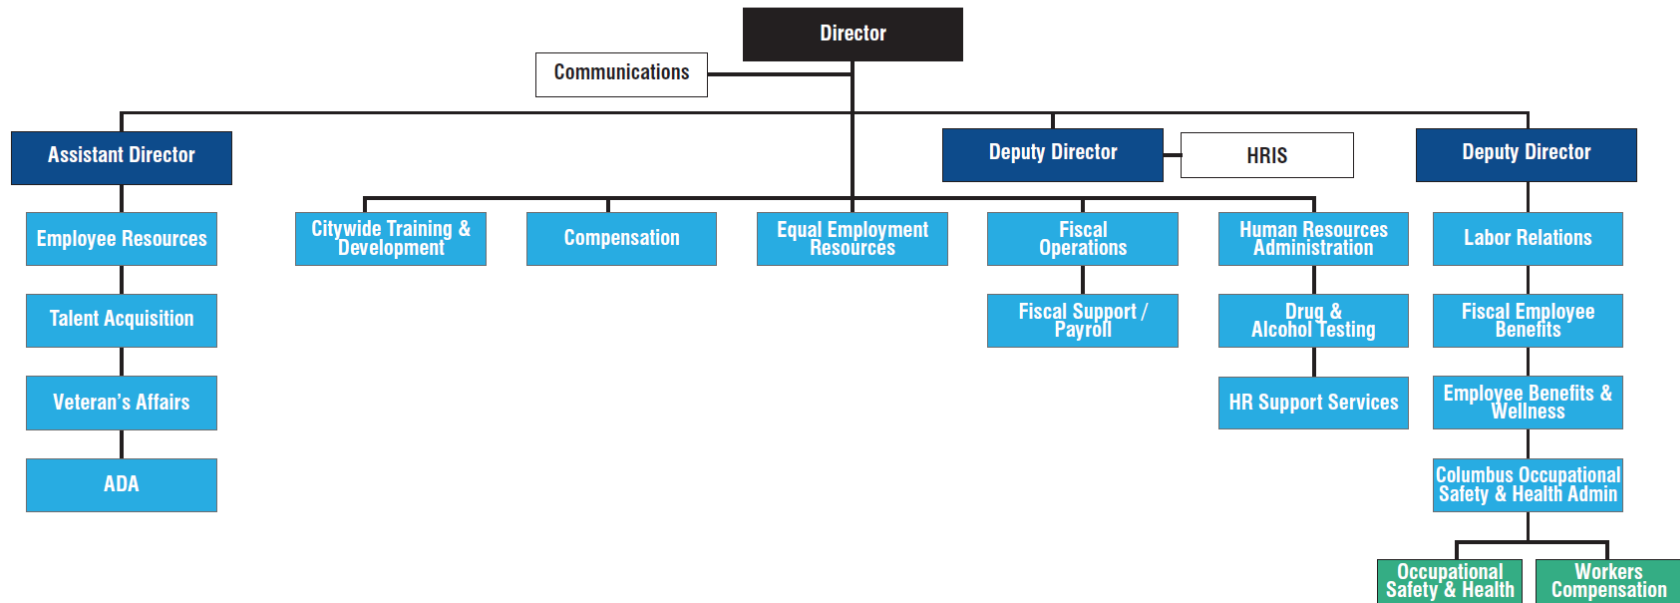 Director
Communications
Assistant Director
Deputy Director
HRIS
Deputy Director
Employee Resources
Citywide Training &
Development
Compensation
Equal Employment
Resources
Fiscal
Operations
Human Resources
Administration
Labor Relations
Talent Acquisition
Fiscal Support /
Payroll
Drug &
Alcohol Testing
Fiscal Employee
Benefits
Veteran's Affairs
HR Support Services
Employee Benefits &
Wellness
ADA
Columbus Occupational
Safety & Health Admin
Occupational
Safety & Health
Workers
Compensation